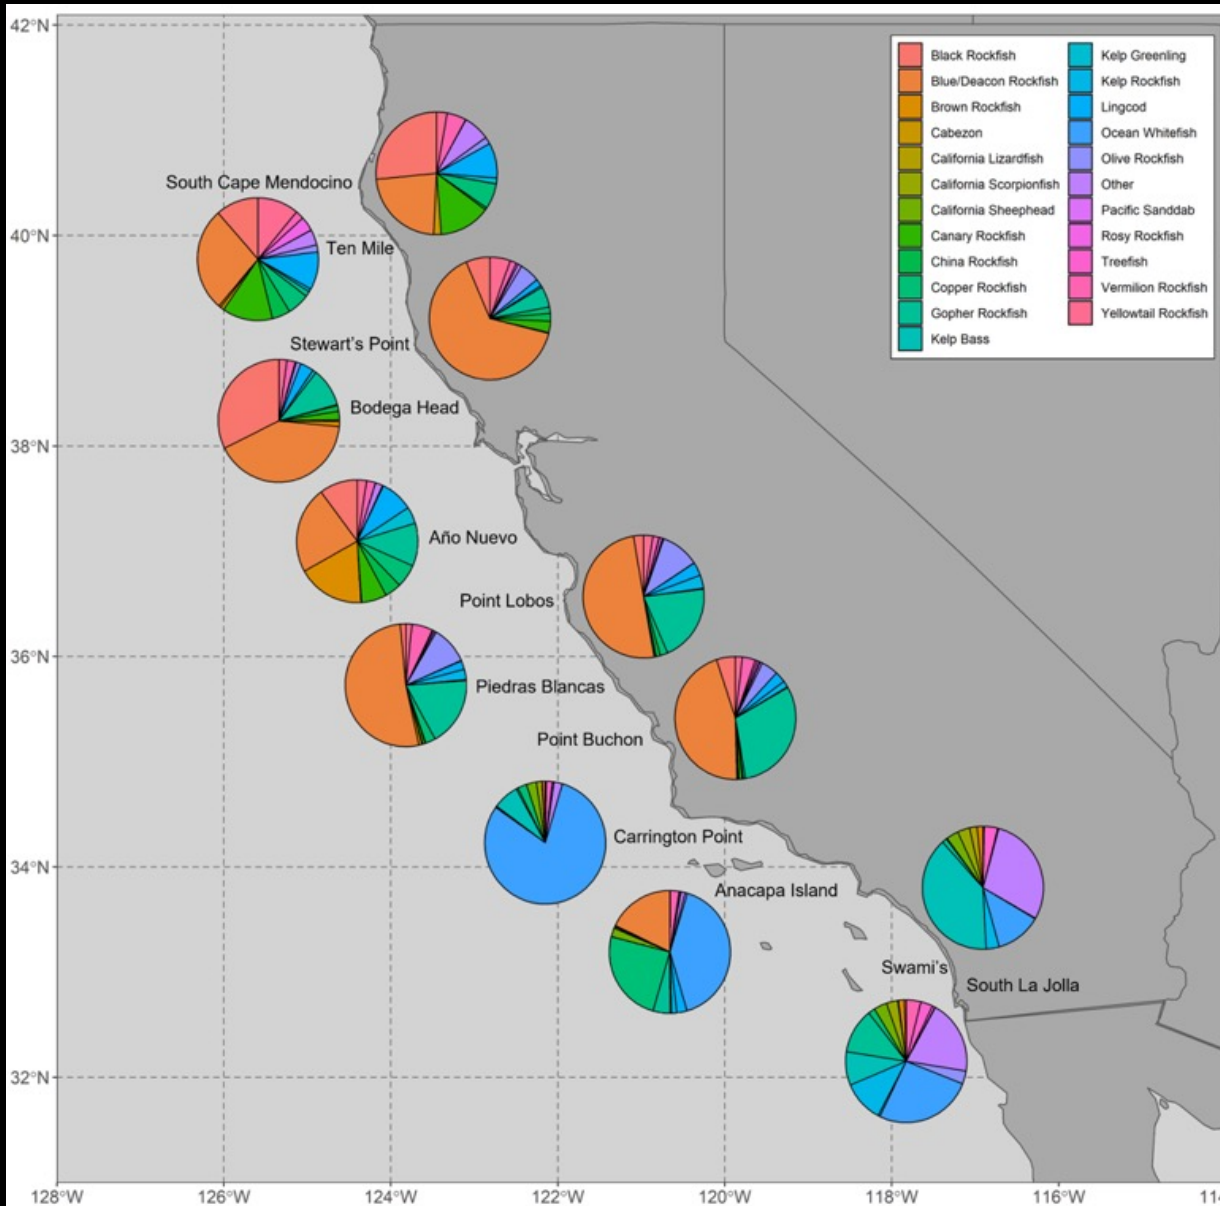 42°N
40°N
38°N
36°N
34°N
32°N
South Cape Mendocino
Ten Mile
Stewart's Point
Bodega Head
Año Nuevo
Point Lobos
Piedras Blancas
Point Buchon
Carrington Point
Anacapa Island
Swami's
South La Jolla
Black Rockfish
Blue/Deacon Rockfish
Brown Rockfish
Cabezon
California Lizardfish
California Scorpionfish
California Sheephead
Canary Rockfish
China Rockfish
Copper Rockfish
Gopher Rockfish
Kelp Bass
Kelp Greenling
Kelp Rockfish
Lingcod
Ocean Whitefish
Olive Rockfish
Other
Pacific Sanddab
Rosy Rockfish
Treefish
Vermilion Rockfish
Yellowtail Rockfish
128°W
126°W
124°W
122°W
120°W
118°W
116°W